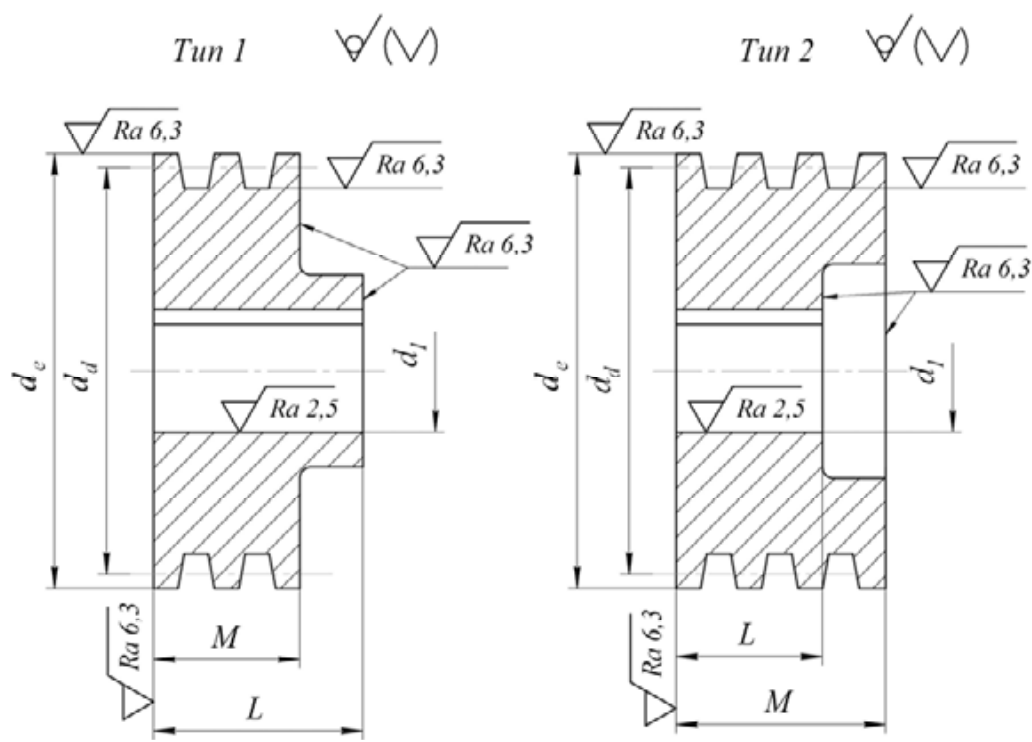 Тип 1
(√)
Ra 6,3
Ra 6,3
Ra 6,3
d_e
d_d
d_1
Ra 2,5
Ra 6,3
M
L
Тип 2
(√)
Ra 6,3
Ra 6,3
Ra 6,3
d_e
d_d
d_1
Ra 2,5
Ra 6,3
L
M